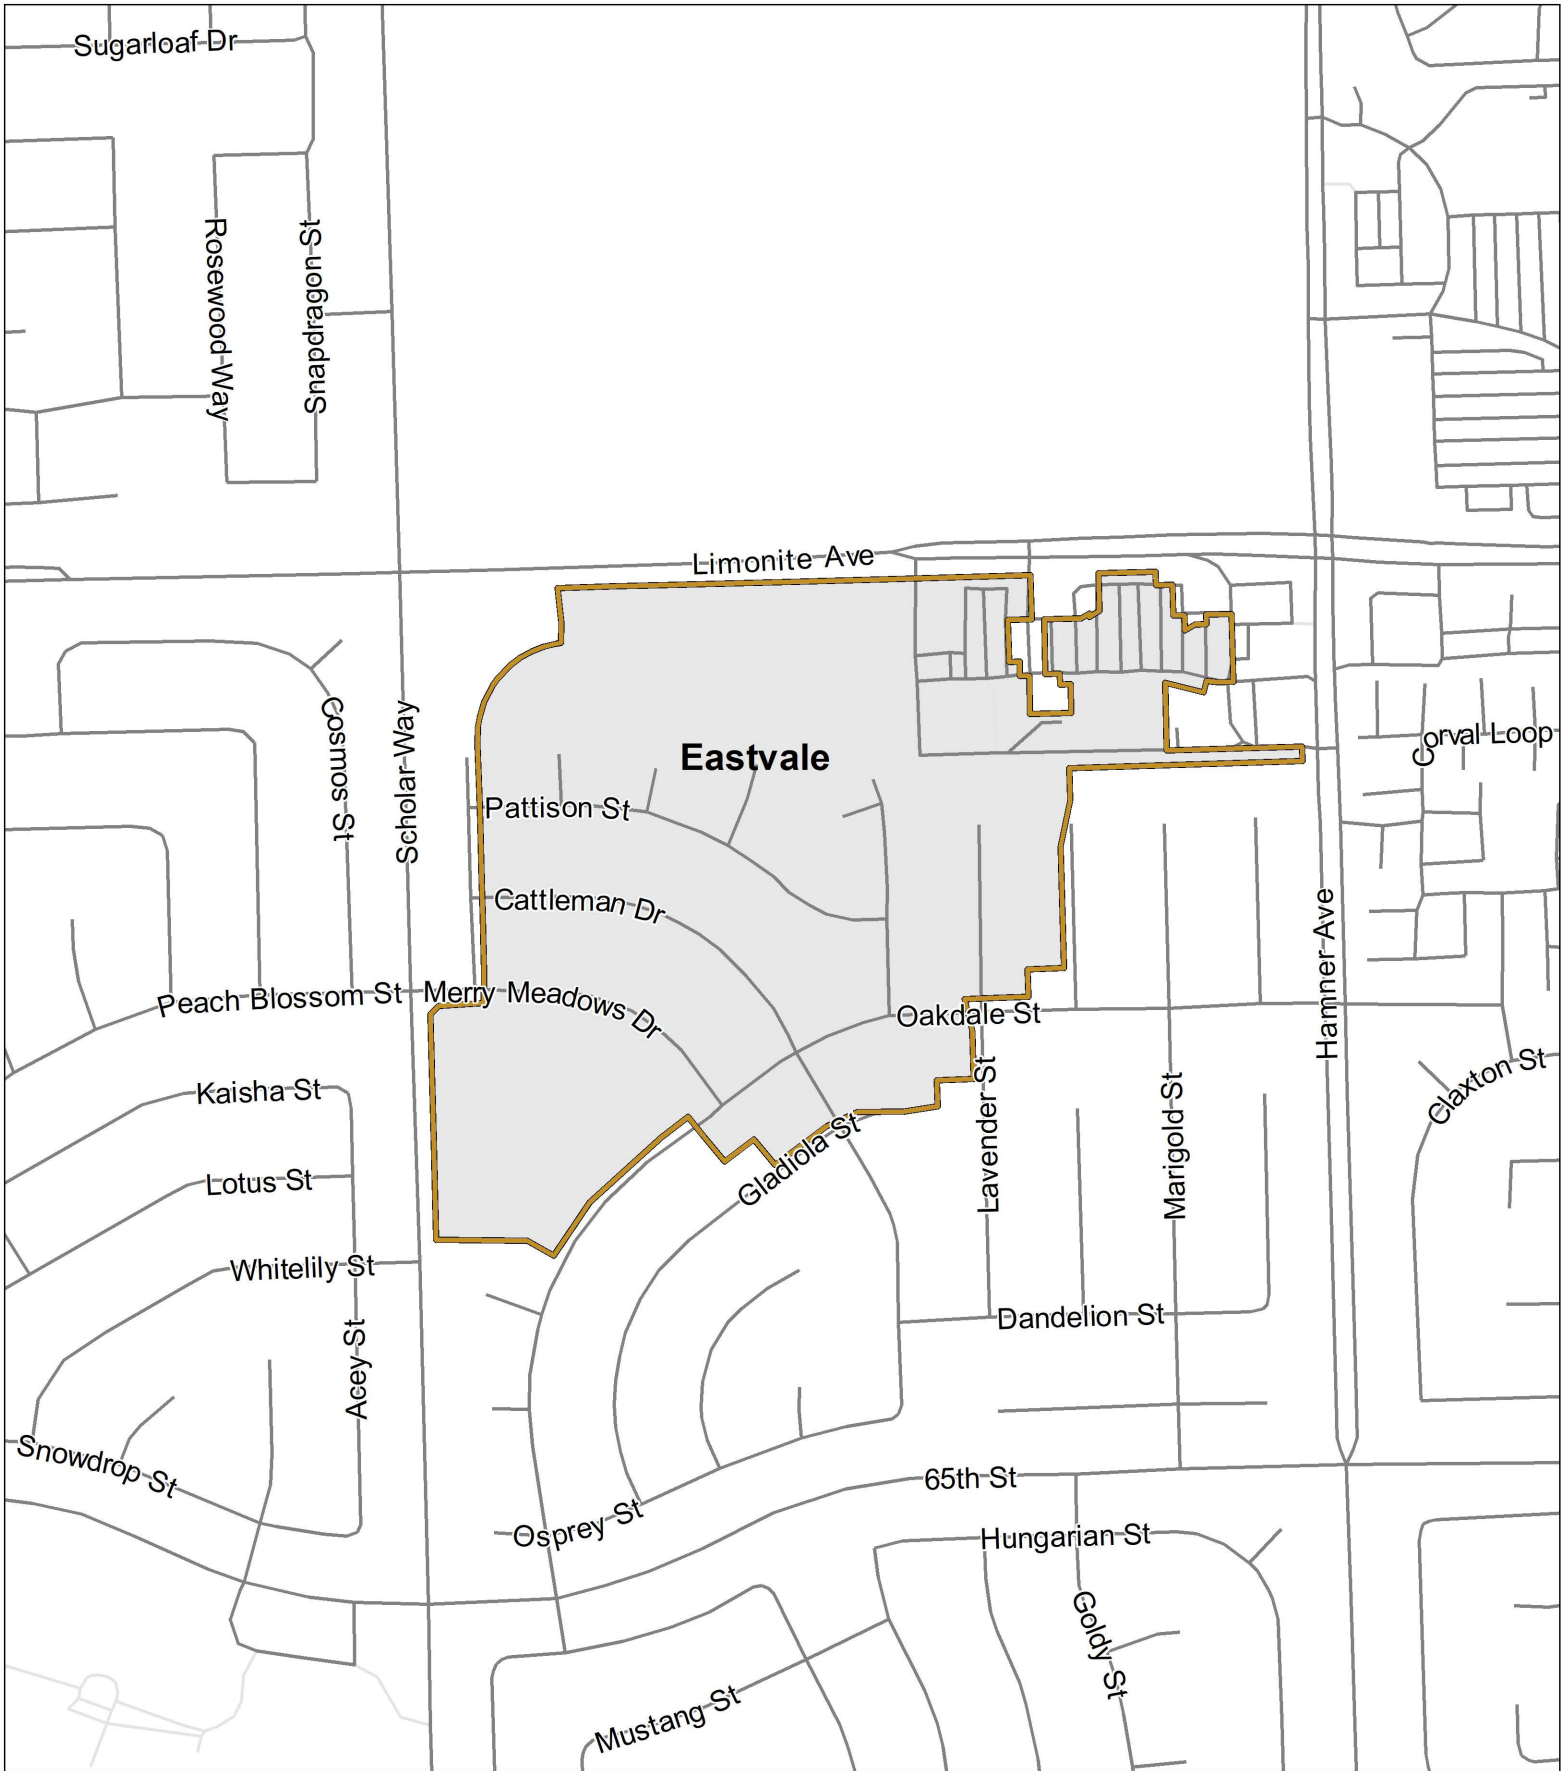 Sugarloaf Dr
Rosewood Way
Snapdragon St
Limonite Ave
Cosmos St
Scholar Way
Eastvale
Corval Loop
Pattison St
Cattleman Dr
Hamner Ave
Peach Blossom St
Merry Meadows Dr
Oakdale St
Kaisha St
Lavender St
Marigold St
Claxton St
Gladiola St
Lotus St
Whitelily St
Acey St
Dandelion St
Snowdrop St
65th St
Osprey St
Hungarian St
Goldy St
Mustang St